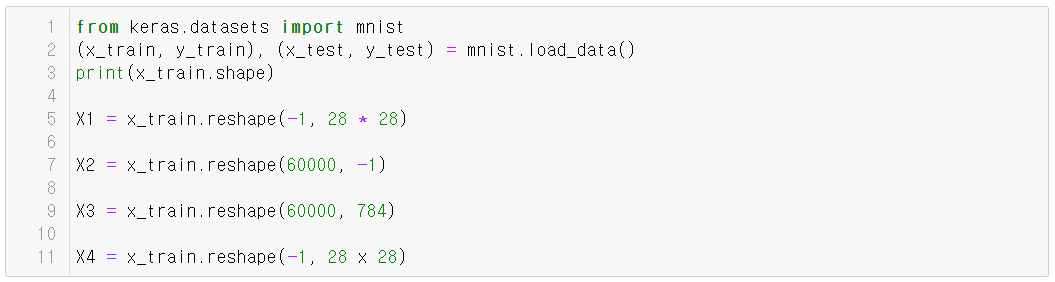 1 from keras.datasets import mnist
2 (x_train, y_train), (x_test, y_test) = mnist.load_data()
3 print(x_train.shape)
4
5 X1 = x_train.reshape(-1, 28 * 28)
6
7 X2 = x_train.reshape(60000, -1)
8
9 X3 = x_train.reshape(60000, 784)
10
11 X4 = x_train.reshape(-1, 28 x 28)